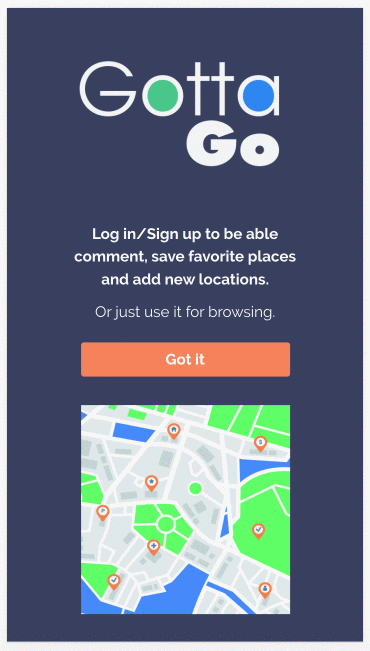 Gotta
Go
Log in/Sign up to be able
comment, save favorite places
and add new locations.
Or just use it for browsing.
Got it